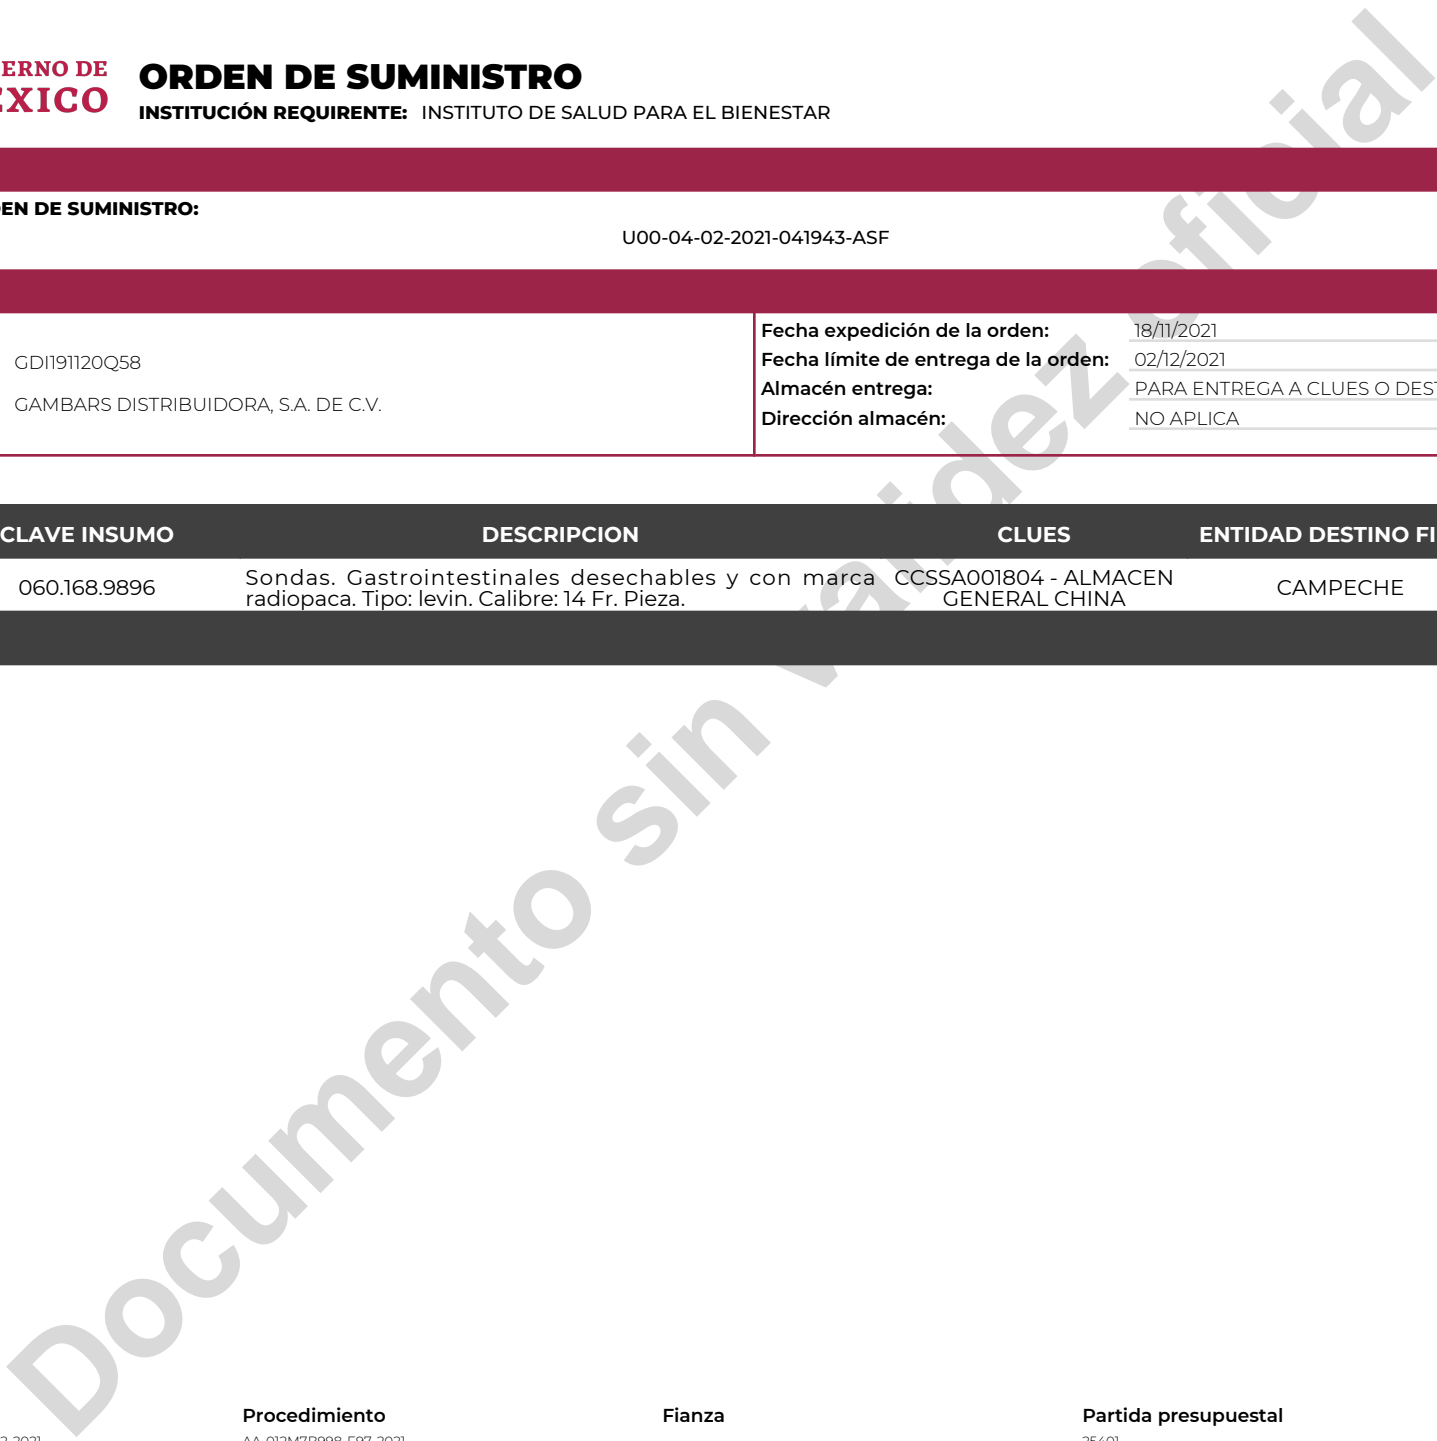 ERNO DE
EXICO
ORDEN DE SUMINISTRO
INSTITUCIÓN REQUIRENTE: INSTITUTO DE SALUD PARA EL BIENESTAR
EN DE SUMINISTRO:
U00-04-02-2021-041943-ASF
GDI191120Q58
GAMBARS DISTRIBUIDORA, S.A. DE C.V.
Fecha expedición de la orden: 18/11/2021
Fecha límite de entrega de la orden: 02/12/2021
Almacén entrega: PARA ENTREGA A CLUES O DEST
Dirección almacén: NO APLICA
CLAVE INSUMO DESCRIPCION CLUES ENTIDAD DESTINO FI
060.168.9896
Sondas. Gastrointestinales desechables y con marca
radiopaca. Tipo: levin. Calibre: 14 Fr. Pieza.
CCSSA001804 - ALMACEN
GENERAL CHINA
CAMPECHE
Documento sin validez oficial
Procedimiento Fianza Partida presupuestal